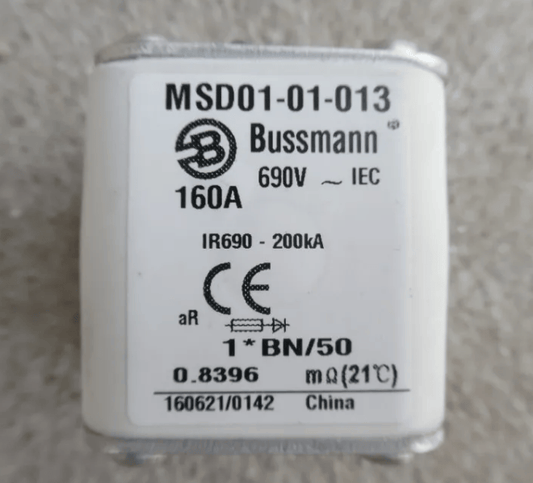 MSD01-01-013
Bussmann®
690V ~ IEC
160A
IR690 - 200kA
CE
aR
1*BN/50
0.8396 mΩ(21℃)
160621/0142 China